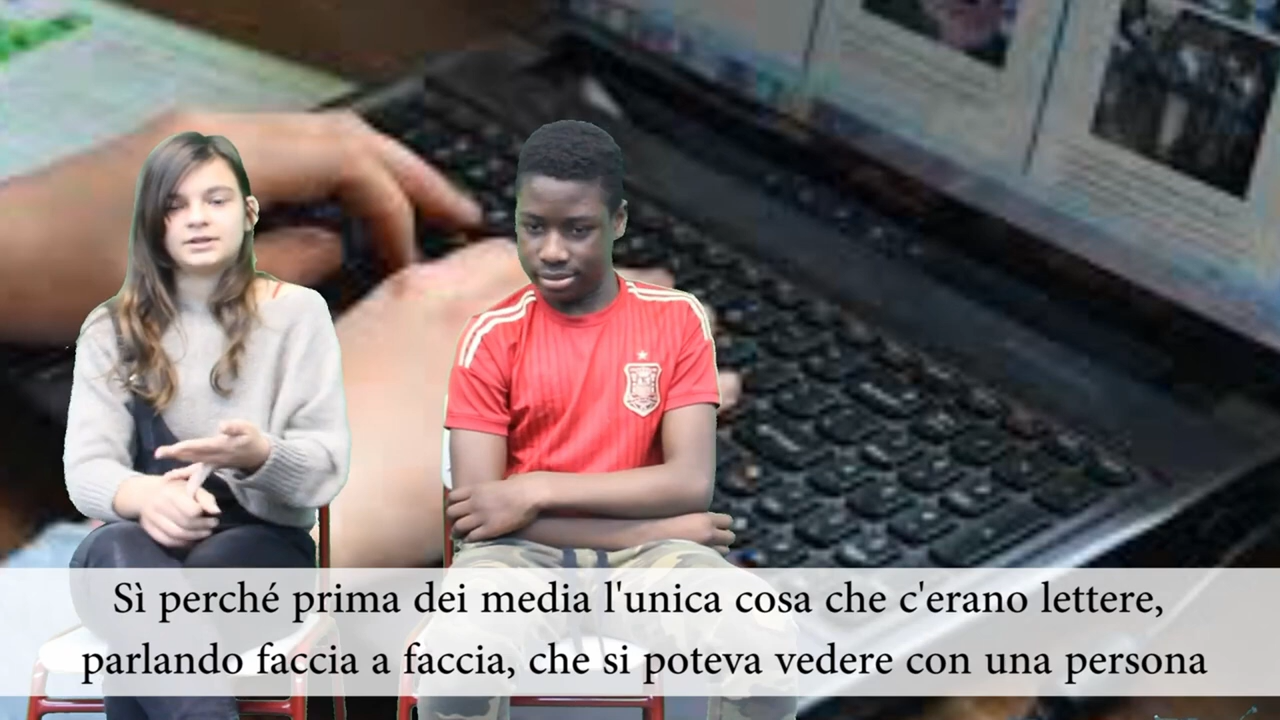 Sì perché prima dei media l'unica cosa che c'erano lettere,
parlando faccia a faccia, che si poteva vedere con una persona